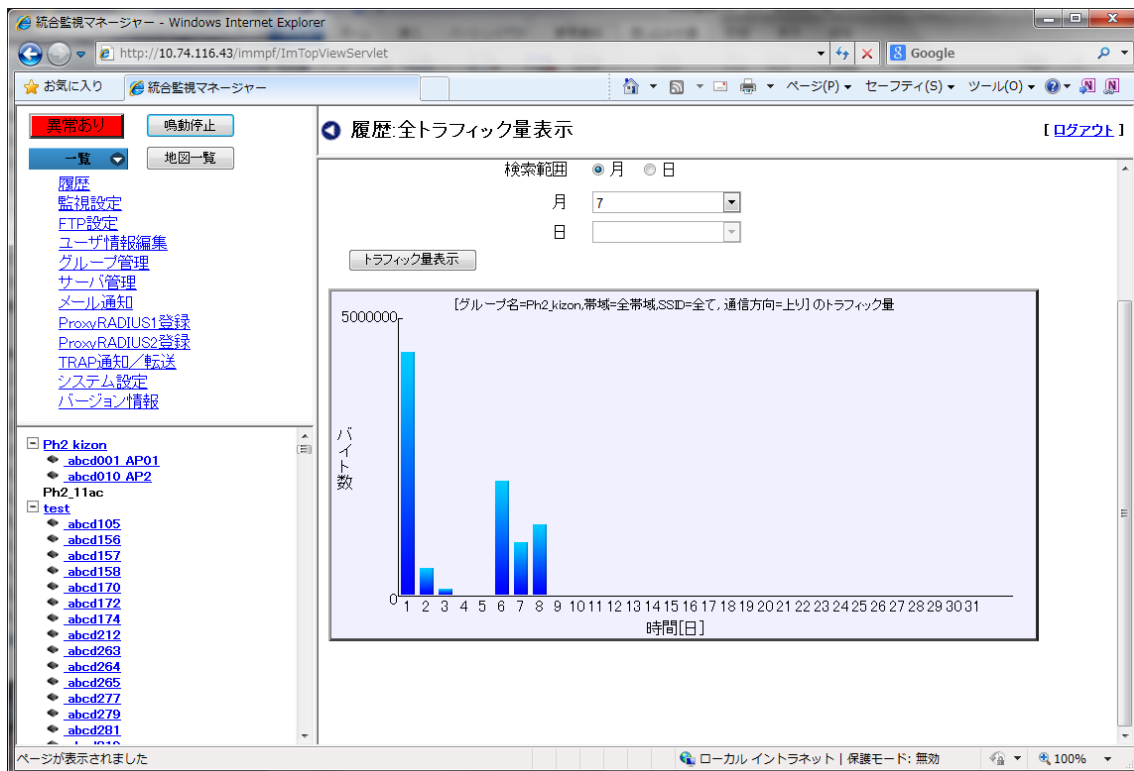 統合監視マネージャー - Windows Internet Explorer
http://10.74.116.43/immpf/ImTopViewServlet
Google
お気に入り
統合監視マネージャー
ページ(P)
セーフティ(S)
ツール(O)
異常あり
鳴動停止
一覧
地図一覧
履歴
監視設定
FTP設定
ユーザ情報編集
グループ管理
サーバ管理
メール通知
ProxyRADIUS1登録
ProxyRADIUS2登録
TRAP通知／転送
システム設定
バージョン情報
Ph2 kizon
abcd001 AP01
abcd010 AP2
Ph2_11ac
test
abcd105
abcd156
abcd157
abcd158
abcd170
abcd172
abcd174
abcd212
abcd263
abcd264
abcd265
abcd277
abcd279
abcd281
履歴:全トラフィック量表示
[ ログアウト ]
検索範囲 月 日
月 7
日
トラフィック量表示
[グループ名=Ph2_kizon,帯域=全帯域,SSID=全て, 通信方向=上り] のトラフィック量
5000000
バイト数
0
1 2 3 4 5 6 7 8 9 10 11 12 13 14 15 16 17 18 19 20 21 22 23 24 25 26 27 28 29 30 31
時間[日]
ページが表示されました
ローカル イントラネット | 保護モード: 無効
100%